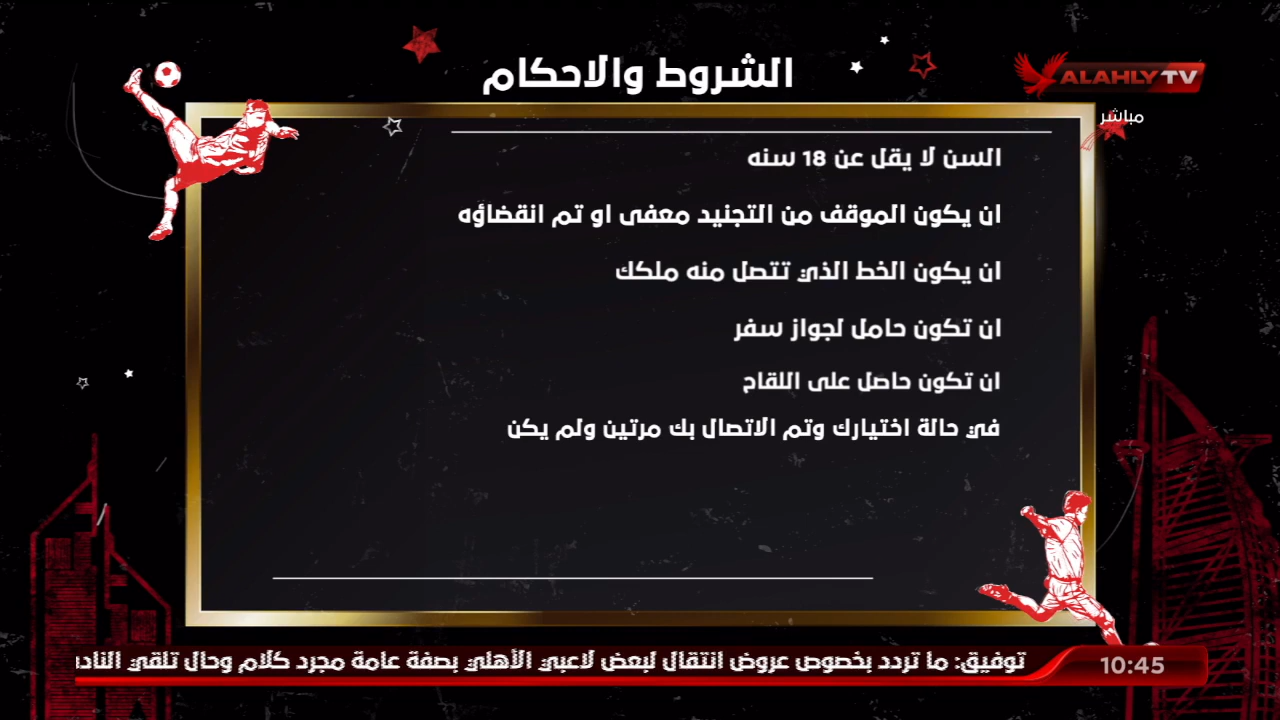 الشروط والاحكام
ALAHLY TV
مباشر
السن لا يقل عن 18 سنه
ان يكون الموقف من التجنيد معفى او تم انقضاؤه
ان يكون الخط الذي تتصل منه ملكك
ان تكون حامل لجواز سفر
ان تكون حاصل على اللقاح
في حالة اختيارك وتم الاتصال بك مرتين ولم يكن
توفيق: ما تردد بخصوص عروض انتقال لبعض لاعبي الأهلي بصفة عامة مجرد كلام وحال تلقي
10:45